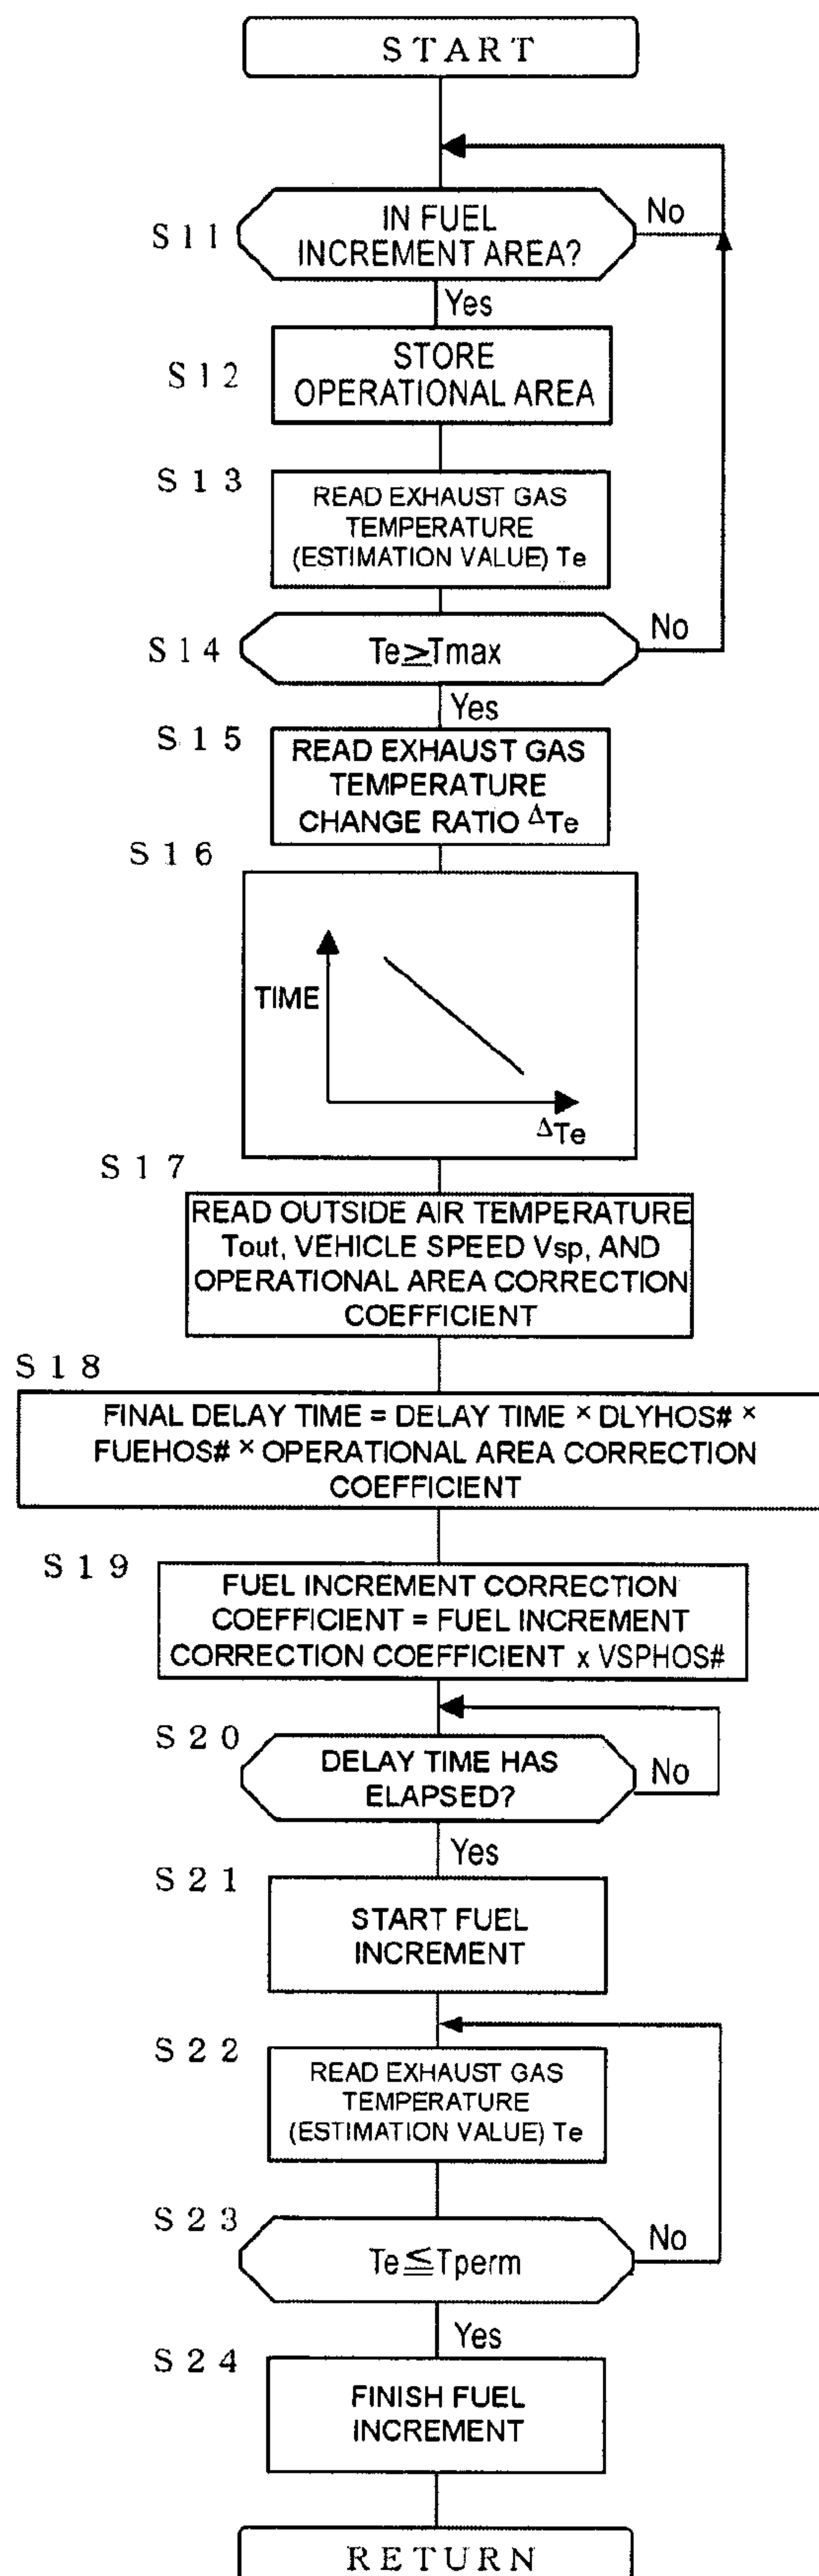 START
S11
IN FUEL
INCREMENT AREA?
No
Yes
S12
STORE
OPERATIONAL AREA
S13
READ EXHAUST GAS
TEMPERATURE
(ESTIMATION VALUE) Te
S14
Te≧Tmax
No
Yes
S15
READ EXHAUST GAS
TEMPERATURE
CHANGE RATIO ΔTe
S16
TIME
ΔTe
S17
READ OUTSIDE AIR TEMPERATURE
Tout, VEHICLE SPEED Vsp, AND
OPERATIONAL AREA CORRECTION
COEFFICIENT
S18
FINAL DELAY TIME = DELAY TIME × DLYHOS# ×
FUEHOS# × OPERATIONAL AREA CORRECTION
COEFFICIENT
S19
FUEL INCREMENT CORRECTION
COEFFICIENT = FUEL INCREMENT
CORRECTION COEFFICIENT x VSPHOS#
S20
DELAY TIME HAS
ELAPSED?
No
Yes
S21
START FUEL
INCREMENT
S22
READ EXHAUST GAS
TEMPERATURE
(ESTIMATION VALUE) Te
S23
Te≦Tperm
No
Yes
S24
FINISH FUEL
INCREMENT
RETURN